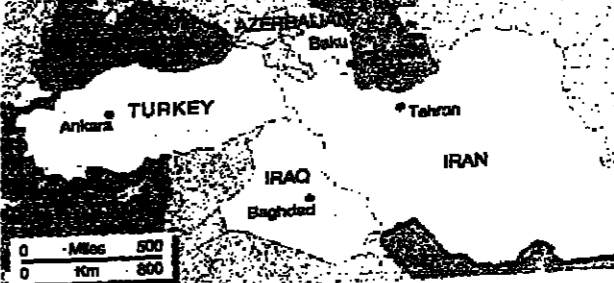 AZERBAIJAN
Baku
TURKEY
Ankara
Tehran
IRAN
IRAQ
Baghdad
0 Miles 500
0 Km 800